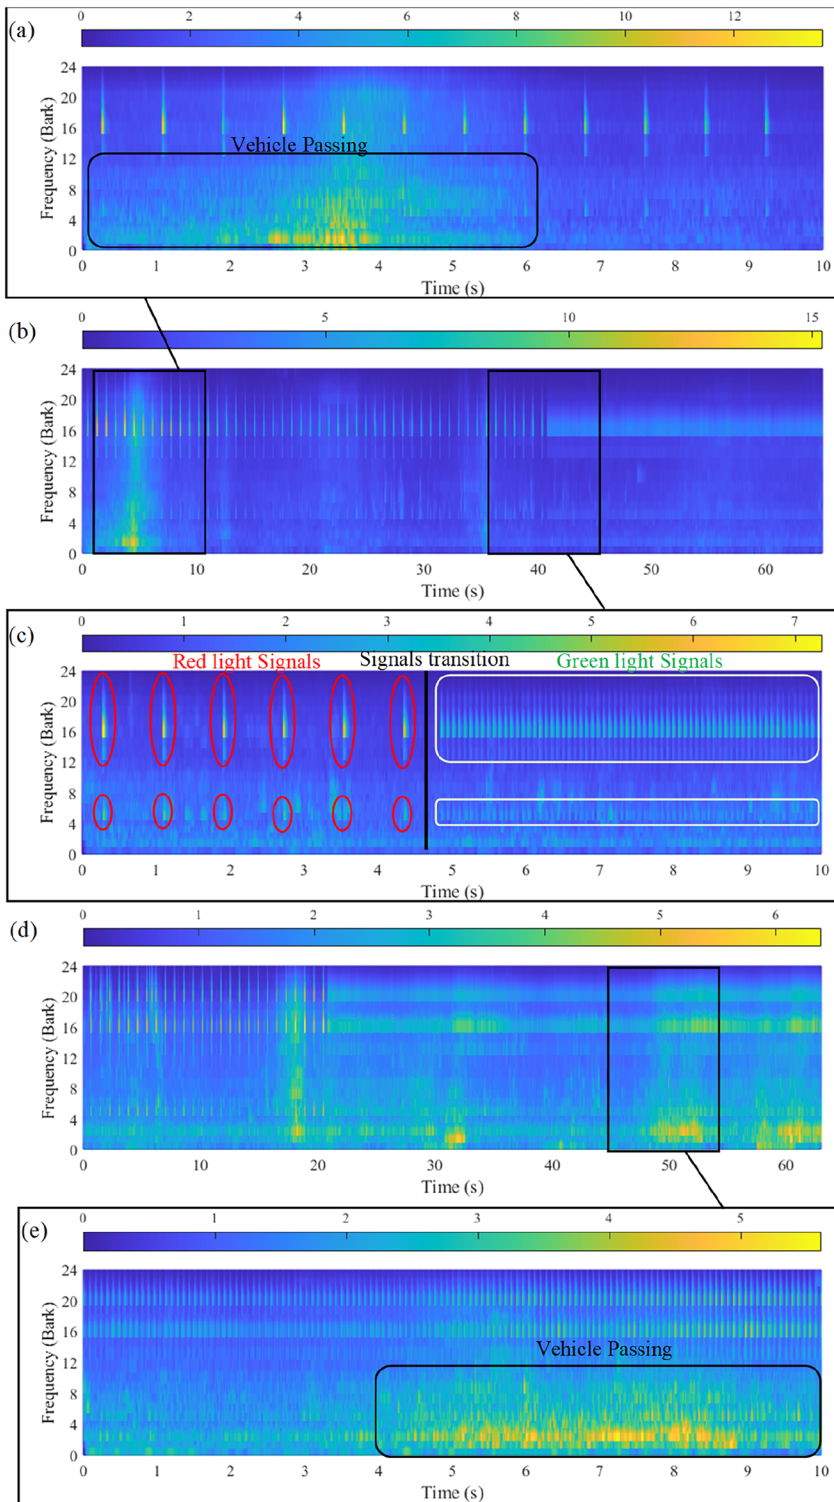 (a)
0 2 4 6 8 10 12
24
20
16
12
8
4
0
Frequency (Bark)
Vehicle Passing
0 1 2 3 4 5 6 7 8 9 10
Time (s)
(b)
0 5 10 15
24
20
16
12
8
4
0
Frequency (Bark)
0 10 20 30 40 50 60
Time (s)
(c)
0 1 2 3 4 5 6 7
Red light Signals Signals transition Green light Signals
24
20
16
12
8
4
0
Frequency (Bark)
0 1 2 3 4 5 6 7 8 9 10
Time (s)
(d)
0 1 2 3 4 5 6
24
20
16
12
8
4
0
Frequency (Bark)
0 10 20 30 40 50 60
Time (s)
(e)
0 1 2 3 4 5
24
20
16
12
8
4
0
Frequency (Bark)
Vehicle Passing
0 1 2 3 4 5 6 7 8 9 10
Time (s)